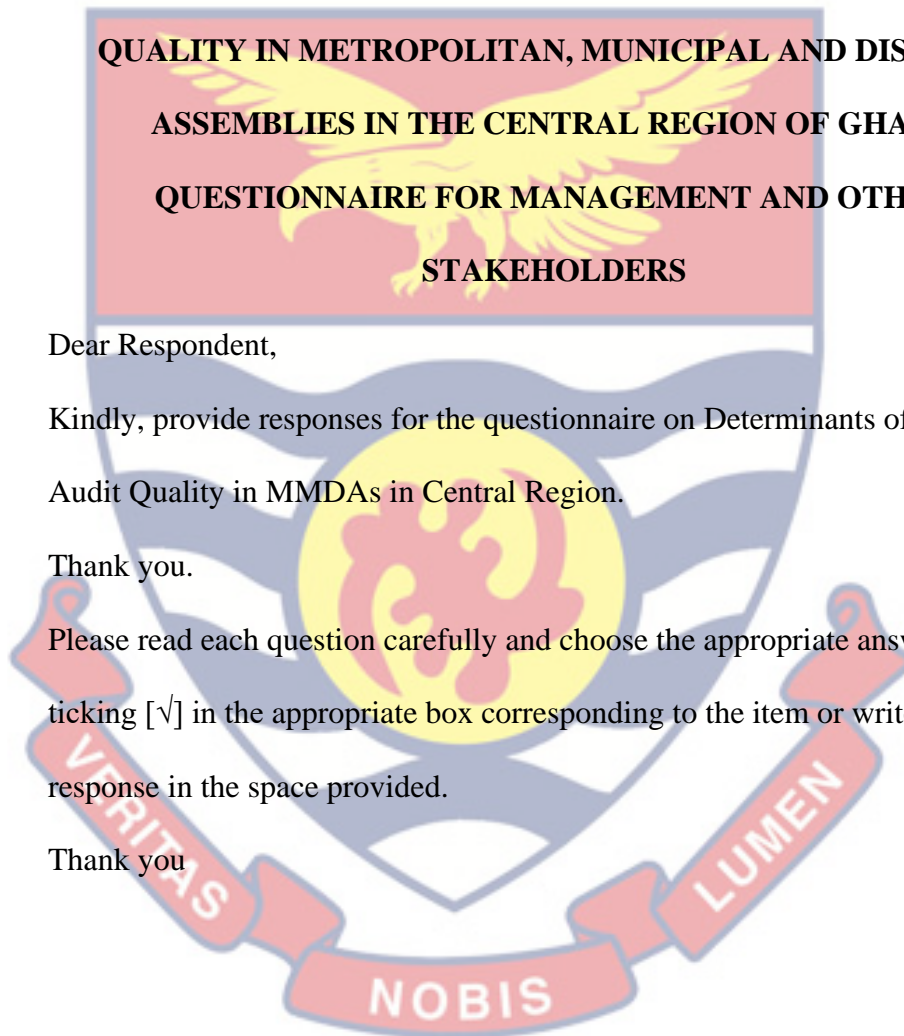 QUALITY IN METROPOLITAN, MUNICIPAL AND DIS
ASSEMBLIES IN THE CENTRAL REGION OF GHA
QUESTIONNAIRE FOR MANAGEMENT AND OTH
STAKEHOLDERS
Dear Respondent,
Kindly, provide responses for the questionnaire on Determinants of
Audit Quality in MMDAs in Central Region.
Thank you.
Please read each question carefully and choose the appropriate ans
ticking [√] in the appropriate box corresponding to the item or writ
response in the space provided.
Thank you
VERITAS
NOBIS
LUMEN